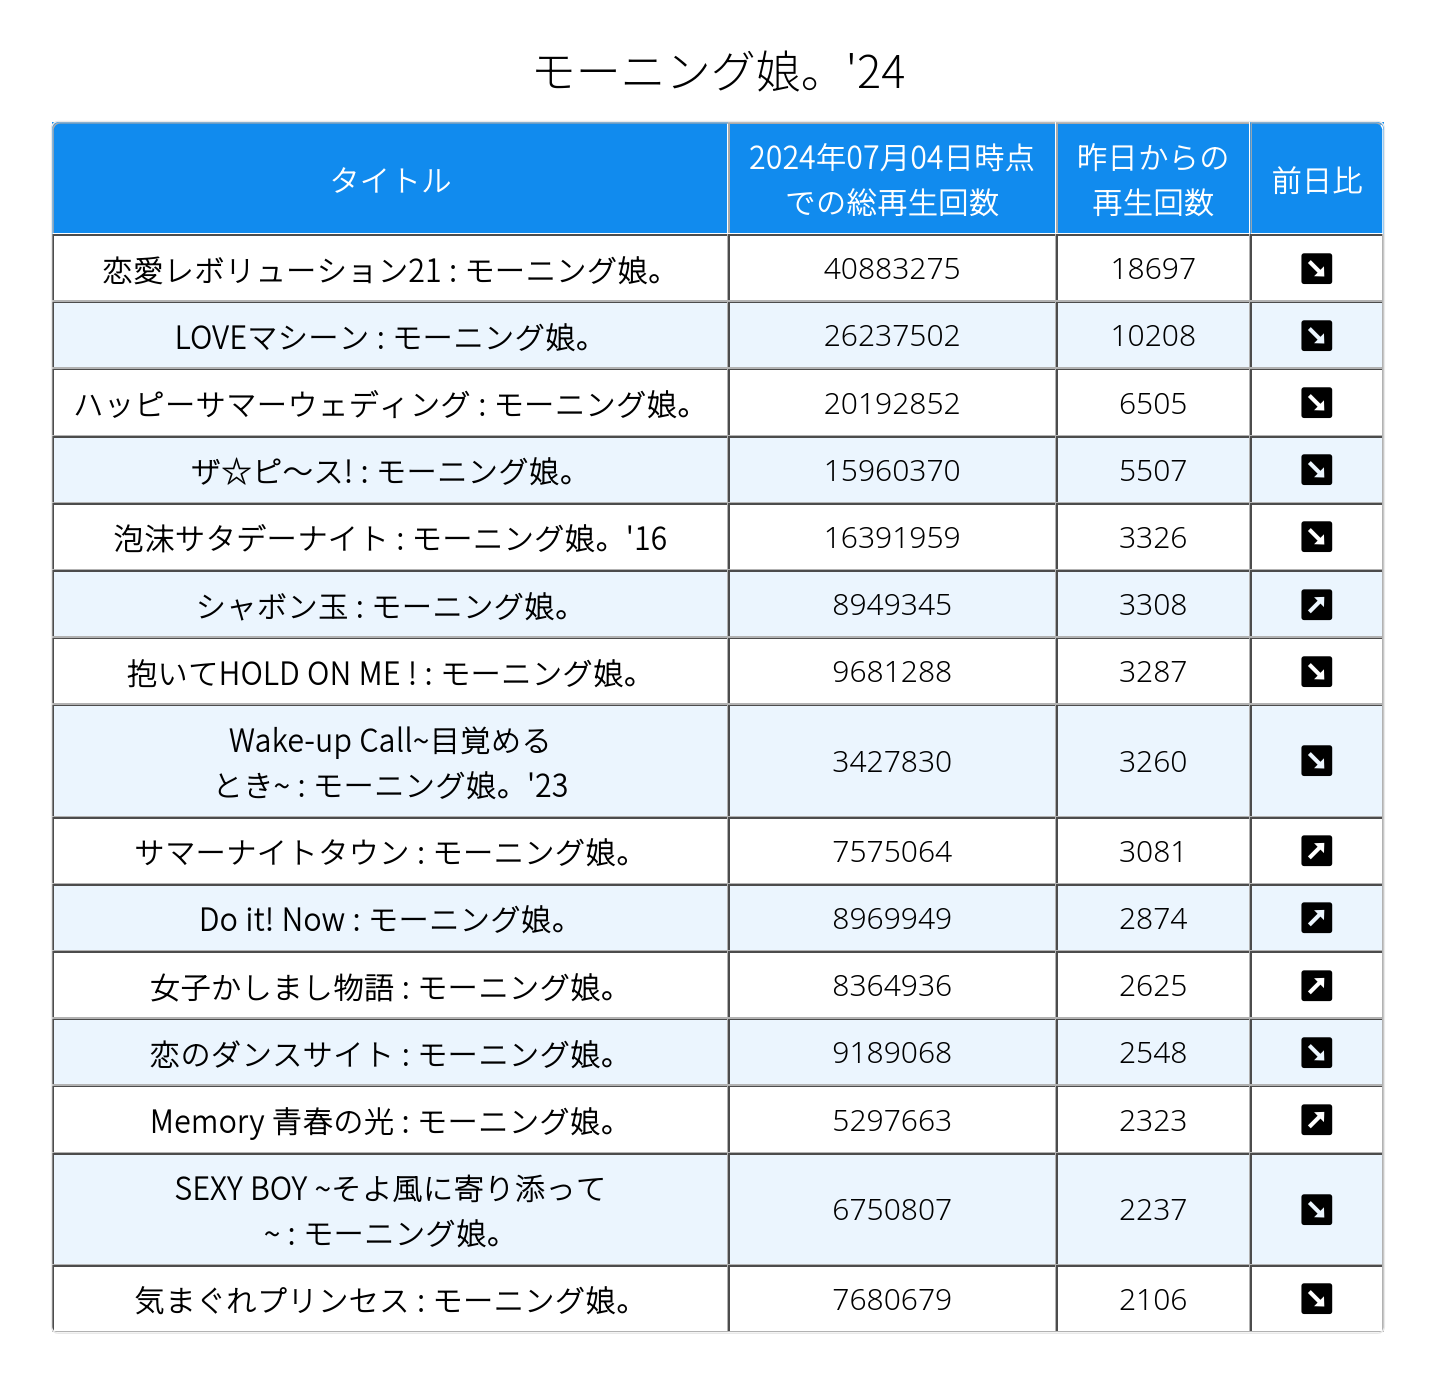 モーニング娘。'24
タイトル
2024年07月04日時点
での総再生回数
昨日からの
再生回数
前日比
恋愛レボリューション21 : モーニング娘。 40883275 18697
LOVEマシーン : モーニング娘。 26237502 10208
ハッピーサマーウェディング : モーニング娘。 20192852 6505
ザ☆ピ〜ス! : モーニング娘。 15960370 5507
泡沫サタデーナイト : モーニング娘。'16 16391959 3326
シャボン玉 : モーニング娘。 8949345 3308
抱いてHOLD ON ME ! : モーニング娘。 9681288 3287
Wake-up Call~目覚める
とき~ : モーニング娘。'23
3427830 3260
サマーナイトタウン : モーニング娘。 7575064 3081
Do it! Now : モーニング娘。 8969949 2874
女子かしまし物語 : モーニング娘。 8364936 2625
恋のダンスサイト : モーニング娘。 9189068 2548
Memory 青春の光 : モーニング娘。 5297663 2323
SEXY BOY ~そよ風に寄り添って
~ : モーニング娘。
6750807 2237
気まぐれプリンセス : モーニング娘。 7680679 2106